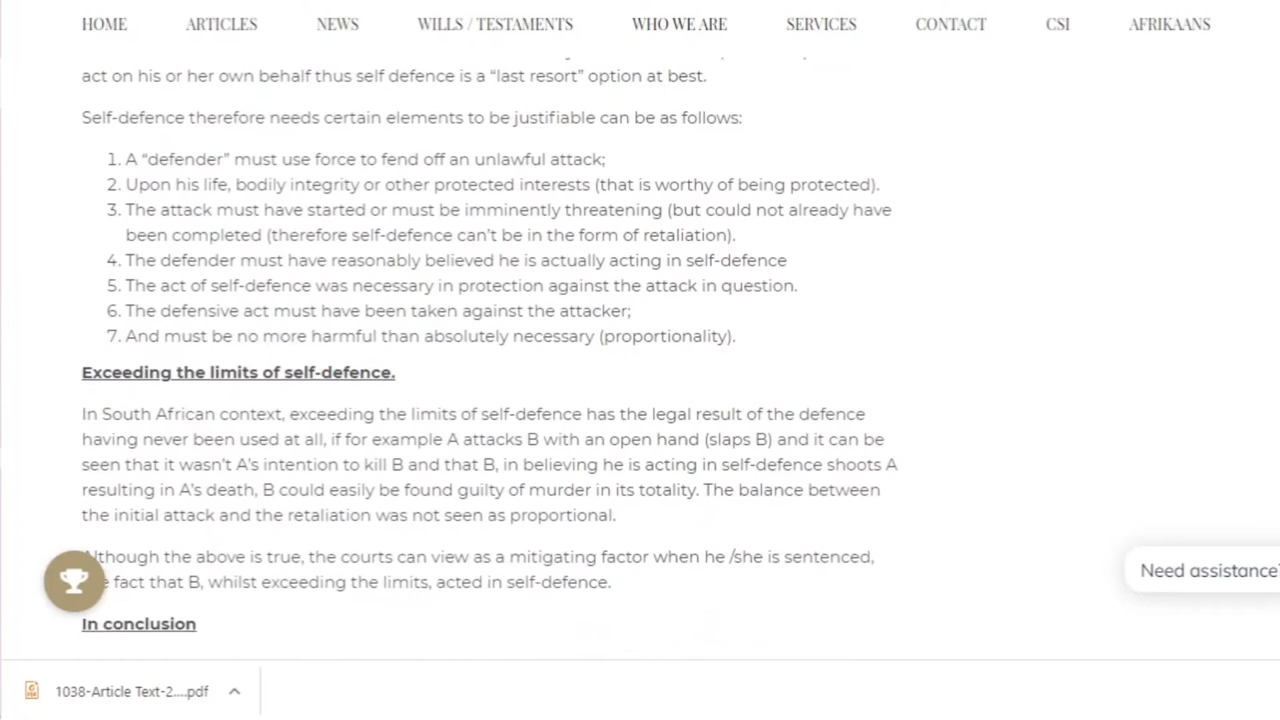 HOME ARTICLES NEWS WILLS / TESTAMENTS WHO WE ARE SERVICES CONTACT CSI AFRIKAANS
act on his or her own behalf thus self defence is a “last resort” option at best.
Self-defence therefore needs certain elements to be justifiable can be as follows:
1. A “defender” must use force to fend off an unlawful attack;
2. Upon his life, bodily integrity or other protected interests (that is worthy of being protected).
3. The attack must have started or must be imminently threatening (but could not already have
been completed (therefore self-defence can’t be in the form of retaliation).
4. The defender must have reasonably believed he is actually acting in self-defence
5. The act of self-defence was necessary in protection against the attack in question.
6. The defensive act must have been taken against the attacker;
7. And must be no more harmful than absolutely necessary (proportionality).
Exceeding the limits of self-defence.
In South African context, exceeding the limits of self-defence has the legal result of the defence
having never been used at all, if for example A attacks B with an open hand (slaps B) and it can be
seen that it wasn’t A’s intention to kill B and that B, in believing he is acting in self-defence shoots A
resulting in A’s death, B could easily be found guilty of murder in its totality. The balance between
the initial attack and the retaliation was not seen as proportional.
lthough the above is true, the courts can view as a mitigating factor when he /she is sentenced,
fact that B, whilst exceeding the limits, acted in self-defence.
Need assistance?
In conclusion
1038-Article Text-2....pdf